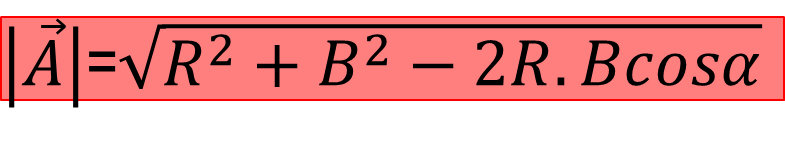 |A⃗|=√R² + B² − 2R. Bcosα